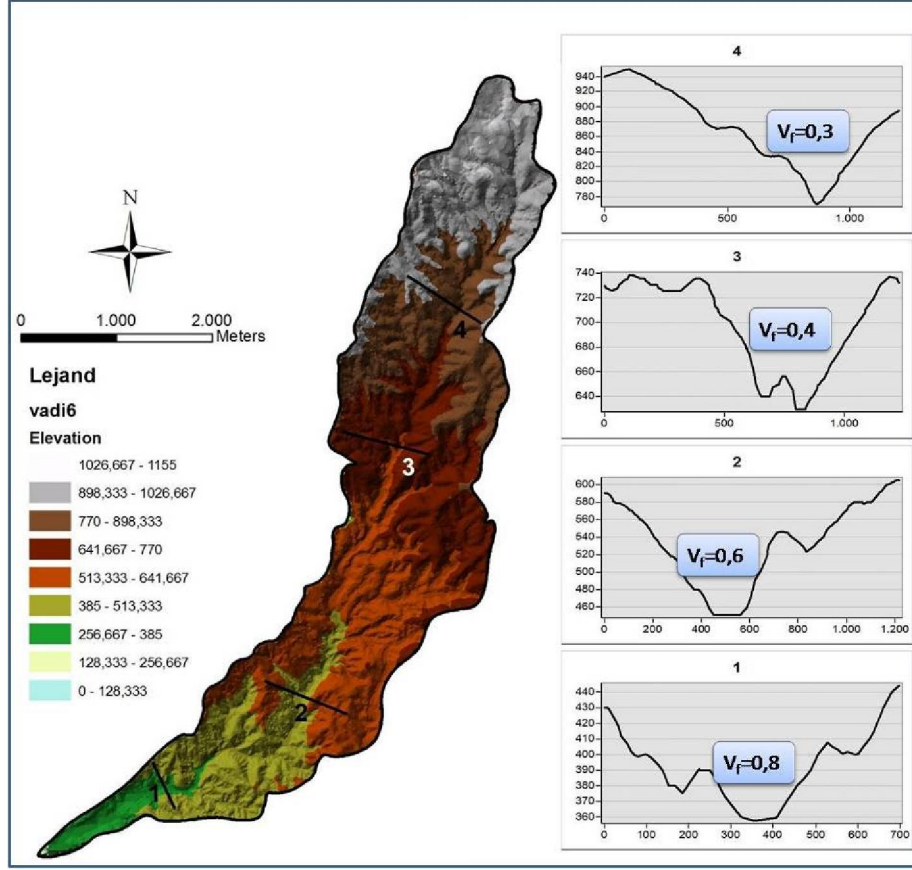 N
0 1.000 2.000
Meters
Lejand
vadi6
Elevation
1026,667 - 1155
898,333 - 1026,667
770 - 898,333
641,667 - 770
513,333 - 641,667
385 - 513,333
256,667 - 385
128,333 - 256,667
0 - 128,333
4
3
2
1
4
940
920
900
880
860
840
820
800
780
0 500 1.000
Vf=0,3
3
740
720
700
680
660
640
0 500 1.000
Vf=0,4
2
600
580
560
540
520
500
480
460
0 200 400 600 800 1.000 1.200
Vf=0,6
1
440
420
400
380
360
0 100 200 300 400 500 600 700
Vf=0,8